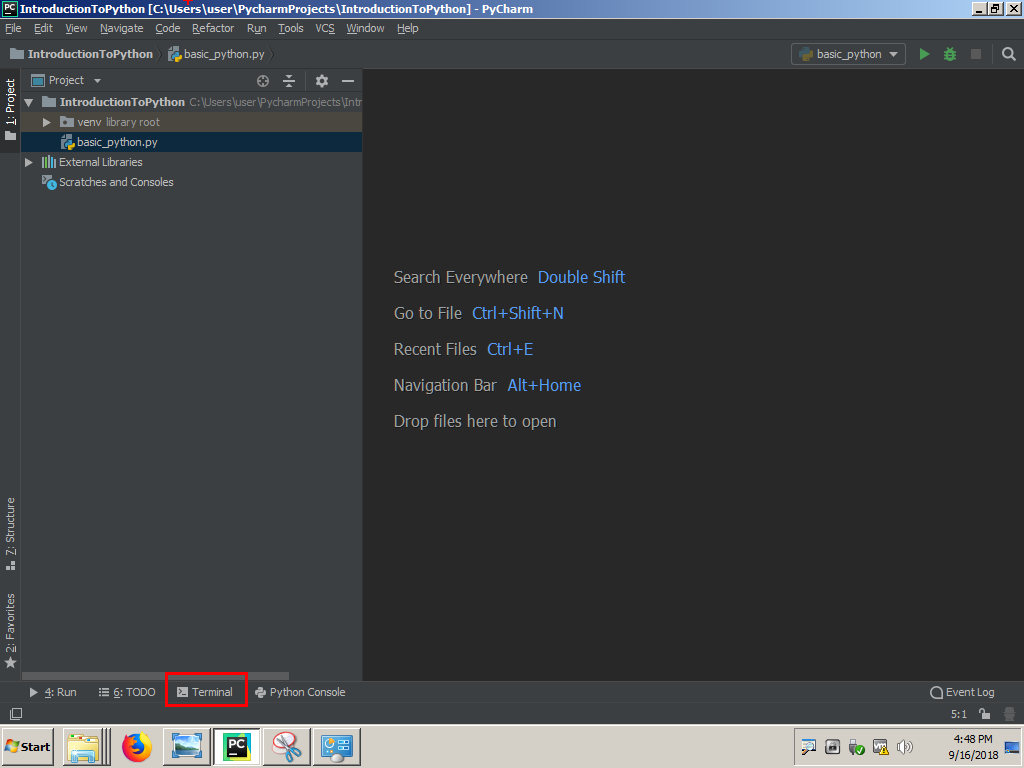 IntroductionToPython [C:\Users\user\PycharmProjects\IntroductionToPython] - PyCharm
File Edit View Navigate Code Refactor Run Tools VCS Window Help
IntroductionToPython basic_python.py basic_python
1: Project
Project
IntroductionToPython C:\Users\user\PycharmProjects\Intr
venv library root
basic_python.py
External Libraries
Scratches and Consoles
Search Everywhere Double Shift
Go to File Ctrl+Shift+N
Recent Files Ctrl+E
Navigation Bar Alt+Home
Drop files here to open
7: Structure
2: Favorites
4: Run 6: TODO Terminal Python Console Event Log
5:1
Start PC
4:48 PM
9/16/2018